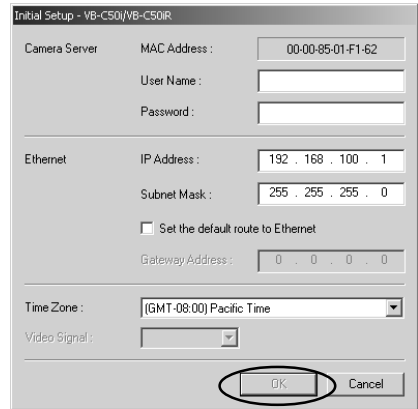 Initial Setup - VB-C50i/VB-C50iR
Camera Server MAC Address : 00-00-85-01-F1-62
User Name :
Password :
Ethernet IP Address : 192 . 168 . 100 . 1
Subnet Mask : 255 . 255 . 255 . 0
Set the default route to Ethernet
Gateway Address : 0 . 0 . 0 . 0
Time Zone : (GMT-08:00) Pacific Time
Video Signal :
OK Cancel